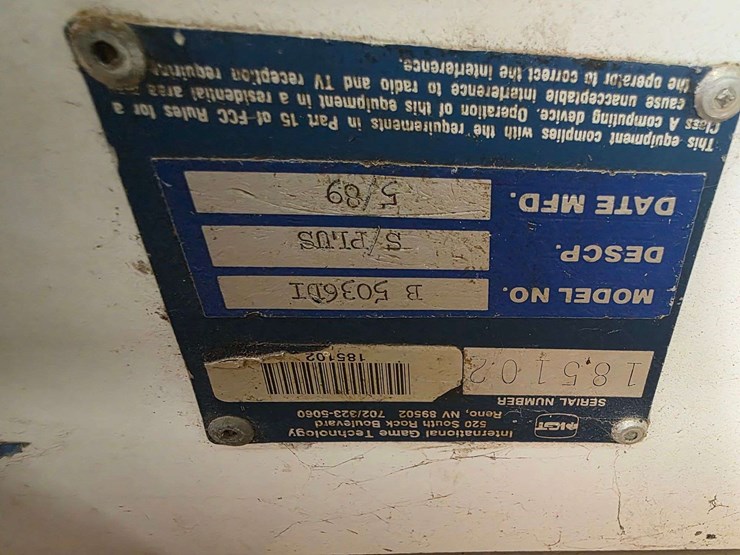 IGT
International Game Technology
520 South Rock Boulevard
Reno, NV 89502 702/323-5060
SERIAL NUMBER
185102
185102
MODEL NO. B 5036DI
DESCP. S/PLUS
DATE MFD. 5/89
This equipment complies with the requirements in Part 15 of FCC Rules for a
Class A computing device. Operation of this equipment in a residential area
cause unacceptable interference to radio and TV reception requiring
the operator to correct the interference.